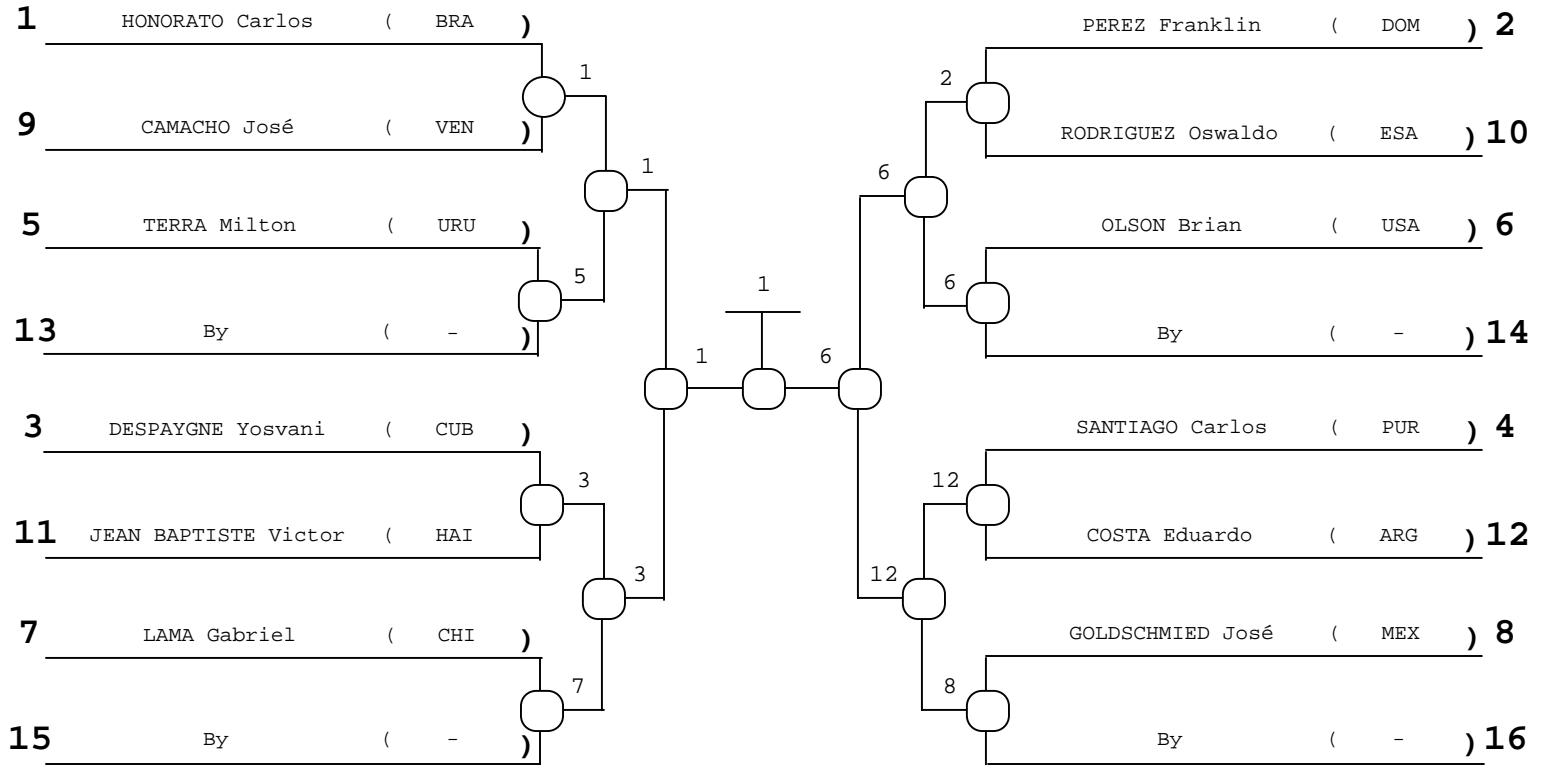 1 HONORATO Carlos ( BRA )
9 CAMACHO José ( VEN )
1
5 TERRA Milton ( URU )
13 By ( - )
5
1
3 DESPAYGNE Yosvani ( CUB )
11 JEAN BAPTISTE Victor ( HAI )
3
7 LAMA Gabriel ( CHI )
15 By ( - )
7
3
1
1
6
PEREZ Franklin ( DOM ) 2
RODRIGUEZ Oswaldo ( ESA ) 10
2
OLSON Brian ( USA ) 6
By ( - ) 14
6
6
SANTIAGO Carlos ( PUR ) 4
COSTA Eduardo ( ARG ) 12
12
GOLDSCHMIED José ( MEX ) 8
By ( - ) 16
8
12